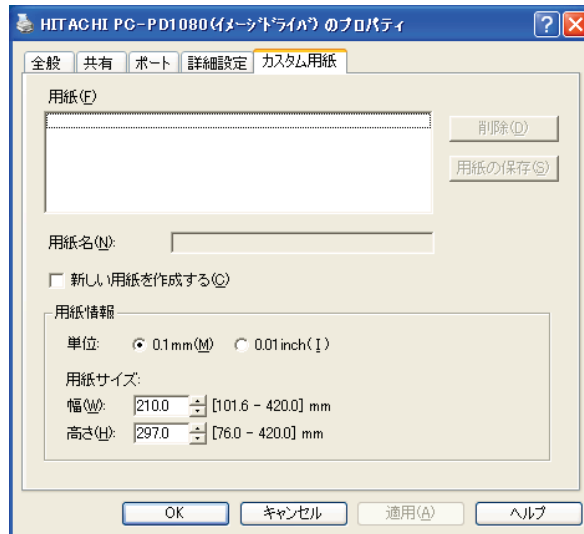 HITACHI PC-PD1080(イメージドライバ) のプロパティ
全般 共有 ポート 詳細設定 カスタム用紙
用紙(F)
削除(D)
用紙の保存(S)
用紙名(N):
新しい用紙を作成する(C)
用紙情報
単位: 0.1mm(M) 0.01inch(I)
用紙サイズ:
幅(W): 210.0 [101.6 - 420.0] mm
高さ(H): 297.0 [76.0 - 420.0] mm
OK キャンセル 適用(A) ヘルプ